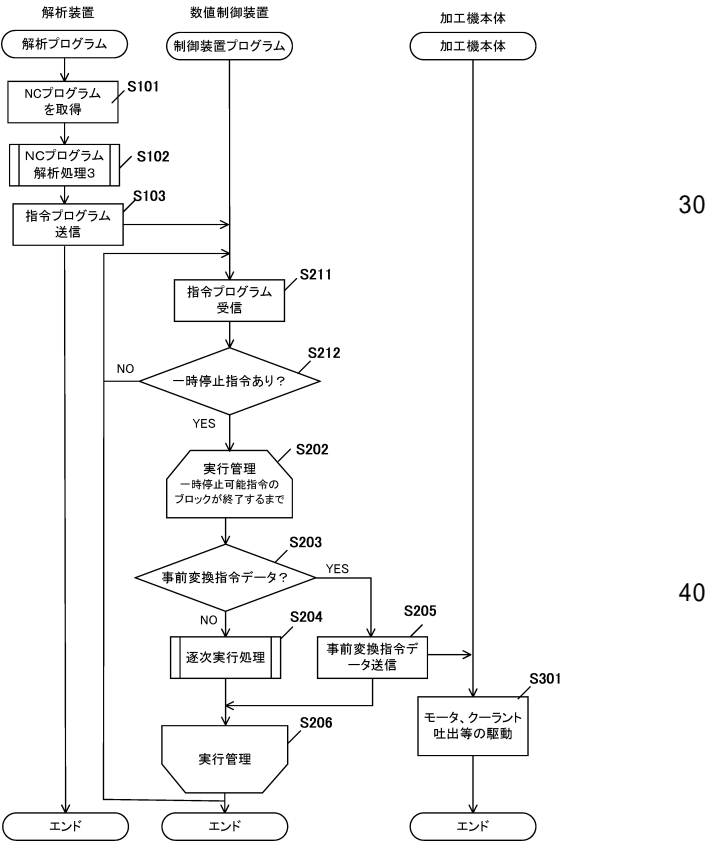 解析装置
数値制御装置
加工機本体
解析プログラム
制御装置プログラム
加工機本体
S101
NCプログラム
を取得
S102
NCプログラム
解析処理3
S103
指令プログラム
送信
30
S211
指令プログラム
受信
S212
NO
一時停止指令あり?
YES
S202
実行管理
一時停止可能指令の
ブロックが終了するまで
S203
事前変換指令データ?
YES
NO
40
S204
逐次実行処理
S205
事前変換指令デ
ータ送信
S301
モータ、クーラント
吐出等の駆動
S206
実行管理
エンド
エンド
エンド